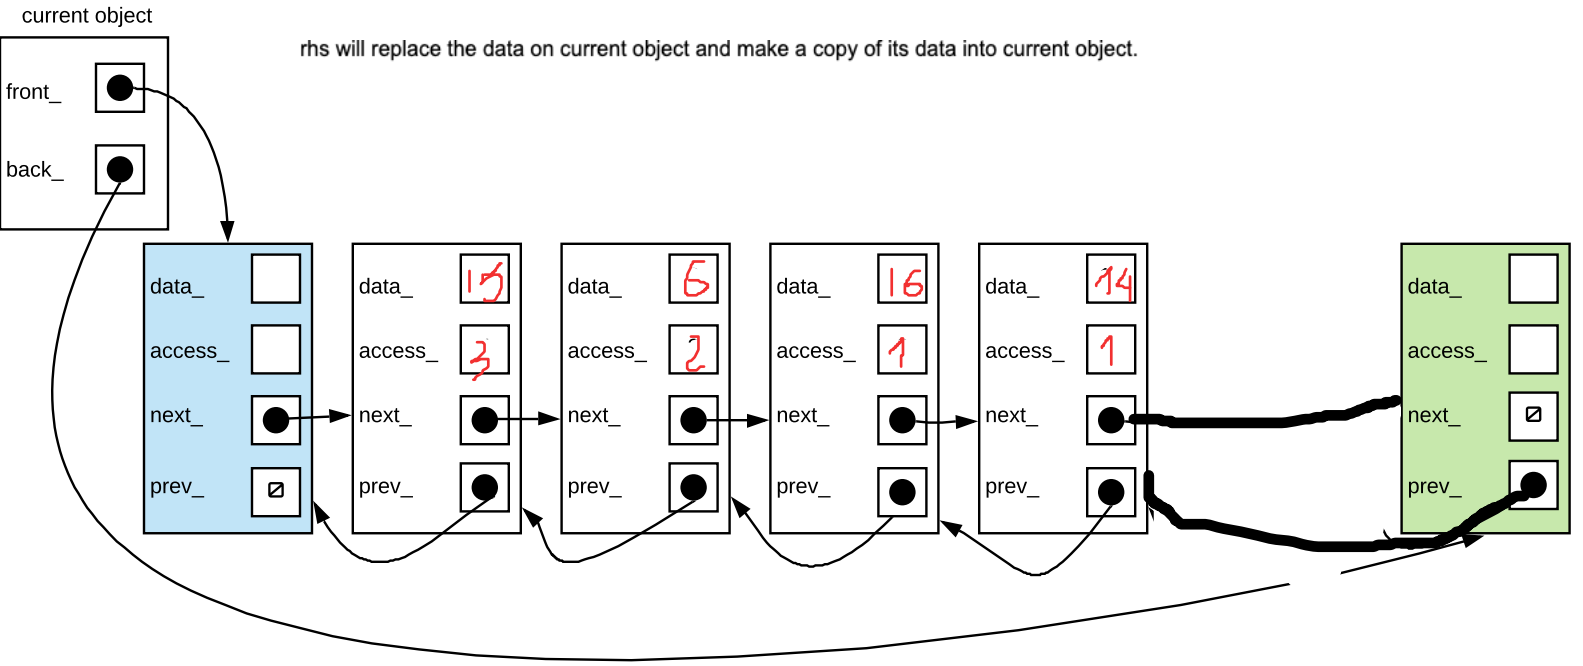 current object
rhs will replace the data on current object and make a copy of its data into current object.
front_
back_
data_
access_
next_
prev_
data_ 15
access_ 3
next_
prev_
data_ 6
access_ 2
next_
prev_
data_ 16
access_ 1
next_
prev_
data_ 14
access_ 1
next_
prev_
data_
access_
next_
prev_